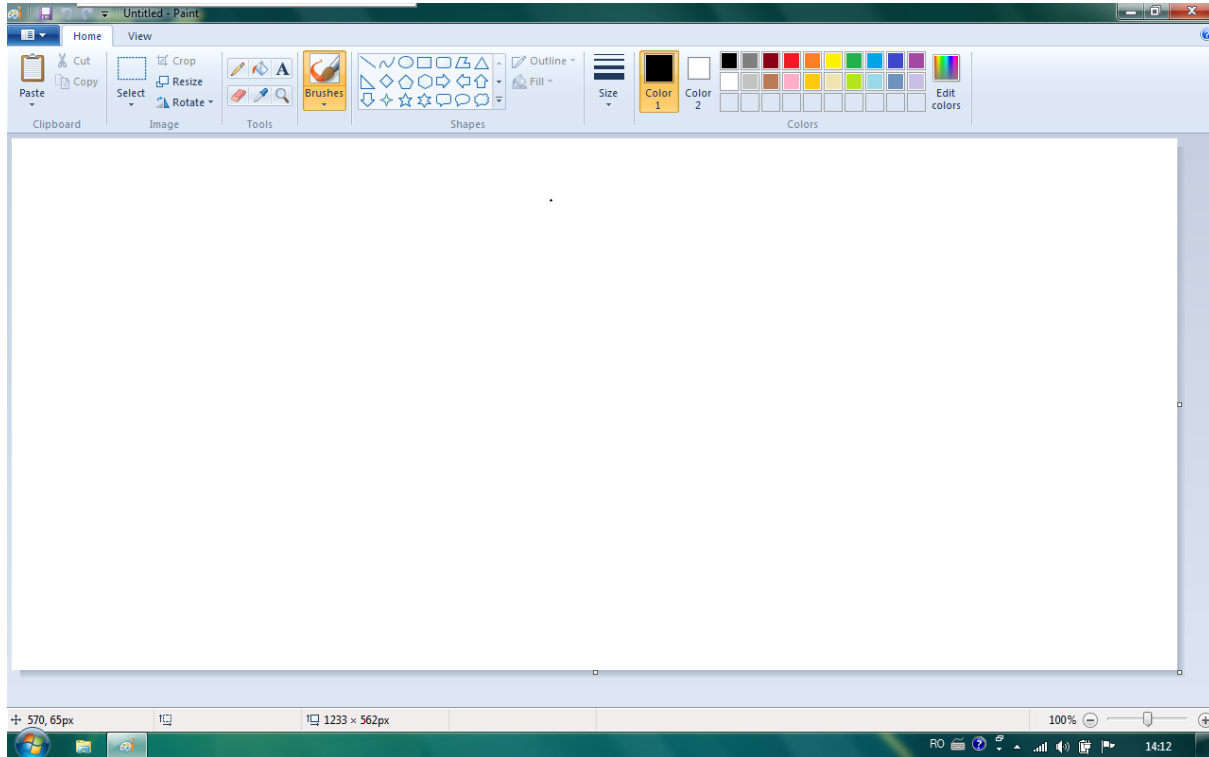 Untitled - Paint
Home View
Cut
Copy
Paste
Clipboard
Select
Crop
Resize
Rotate
Image
A
Tools
Brushes
Outline
Fill
Shapes
Size
Color 1
Color 2
Edit colors
Colors
570, 65px
1233 × 562px
100%
RO
14:12